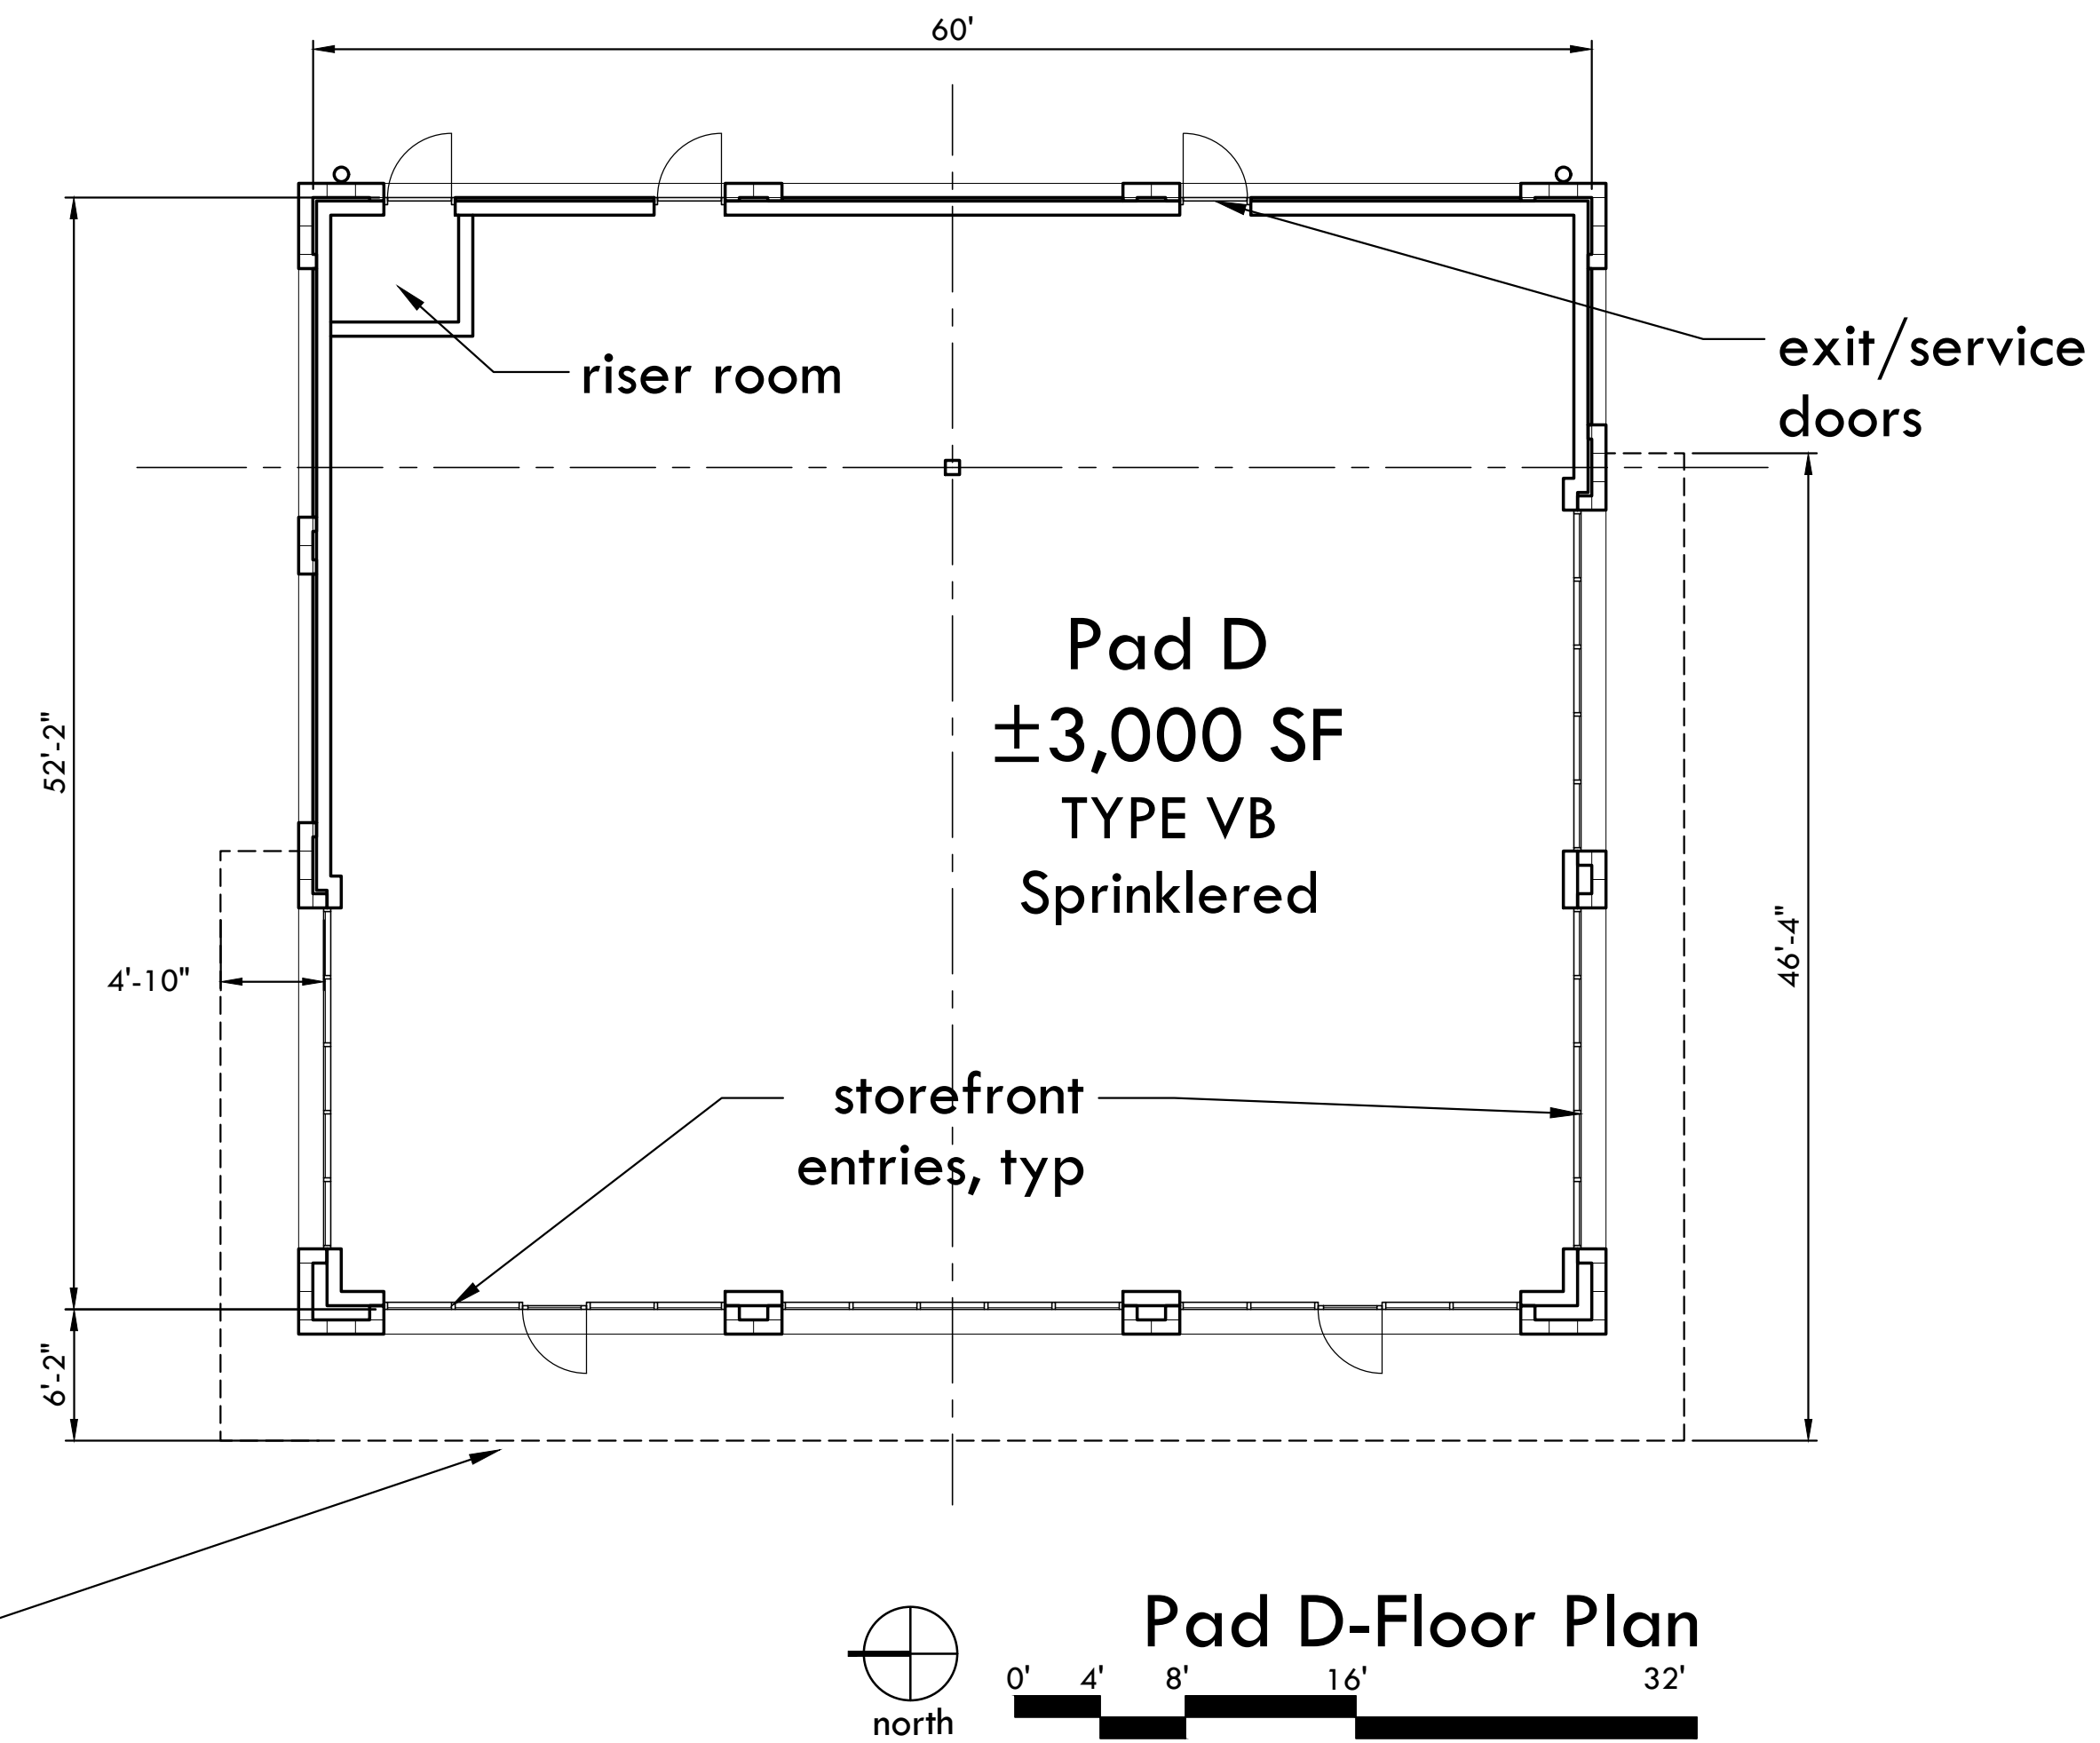 60'
riser room
exit/service
doors
52'-2"
Pad D
±3,000 SF
TYPE VB
Sprinklered
46'-4"
4'-10"
storefront
entries, typ
6'-2"
Pad D-Floor Plan
0' 4' 8' 16' 32'
north